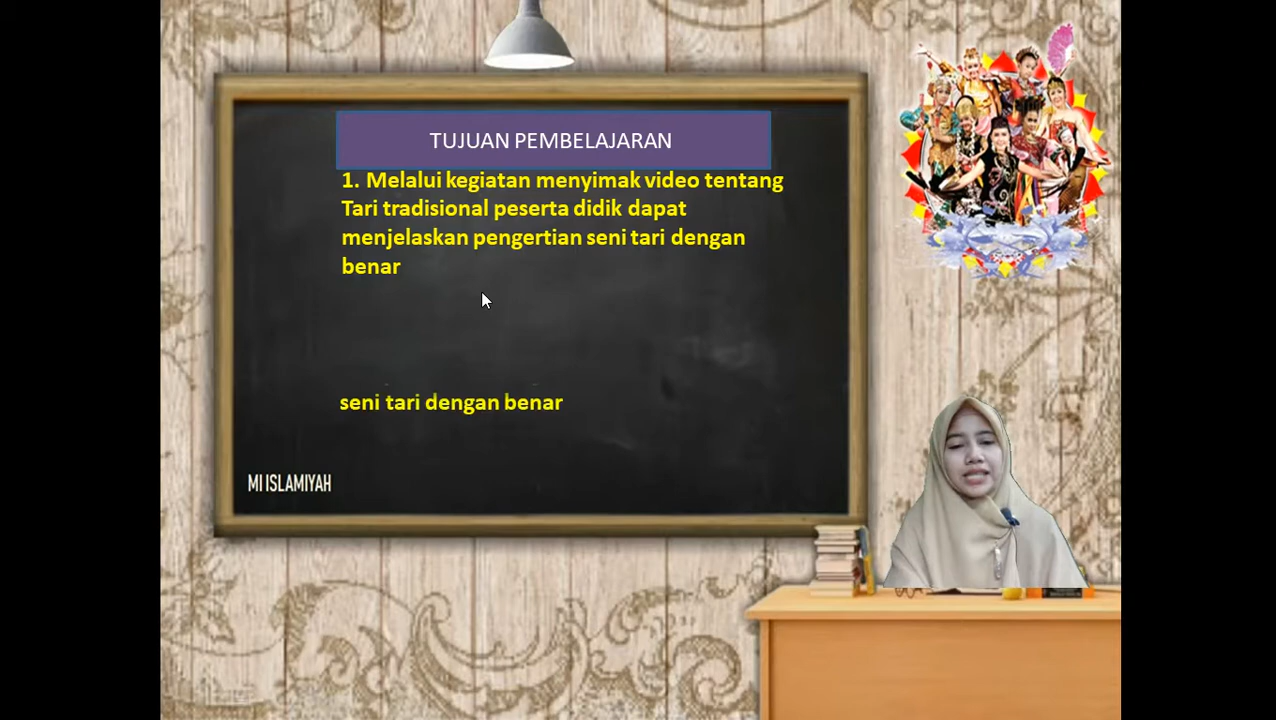 TUJUAN PEMBELAJARAN
1. Melalui kegiatan menyimak video tentang
Tari tradisional peserta didik dapat
menjelaskan pengertian seni tari dengan
benar
seni tari dengan benar
MI ISLAMIYAH